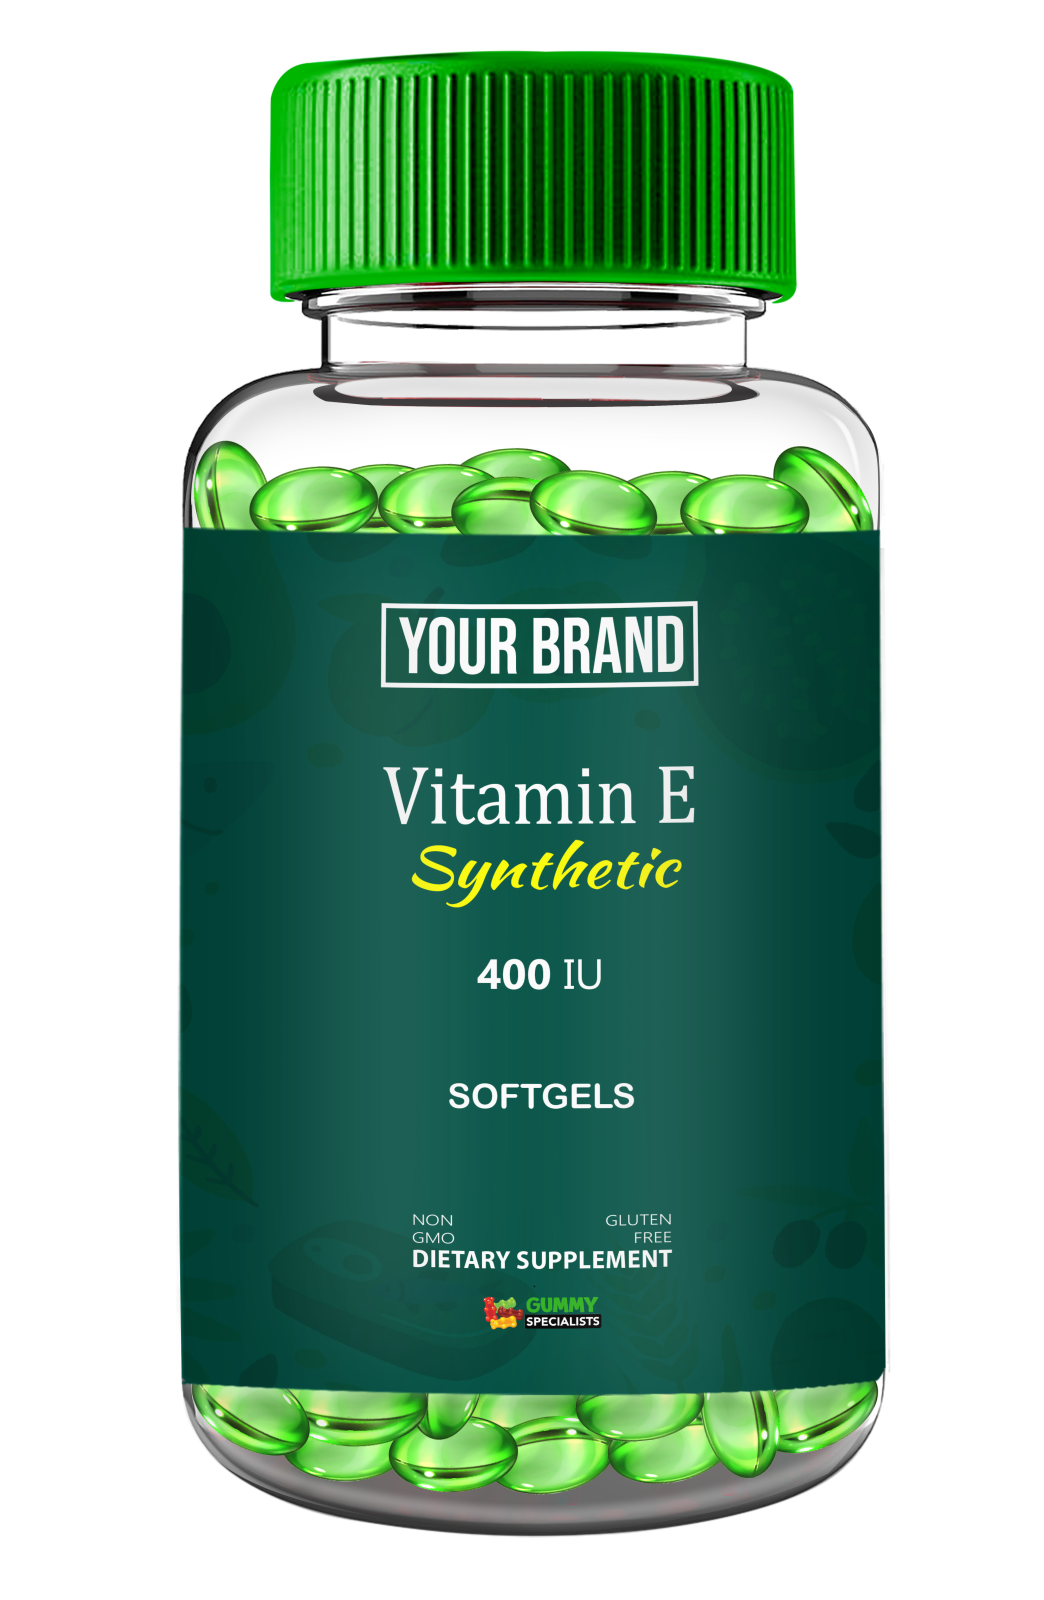 YOUR BRAND
Vitamin E
Synthetic
400 IU
SOFTGELS
NON GLUTEN
GMO FREE
DIETARY SUPPLEMENT
GUMMY
SPECIALISTS